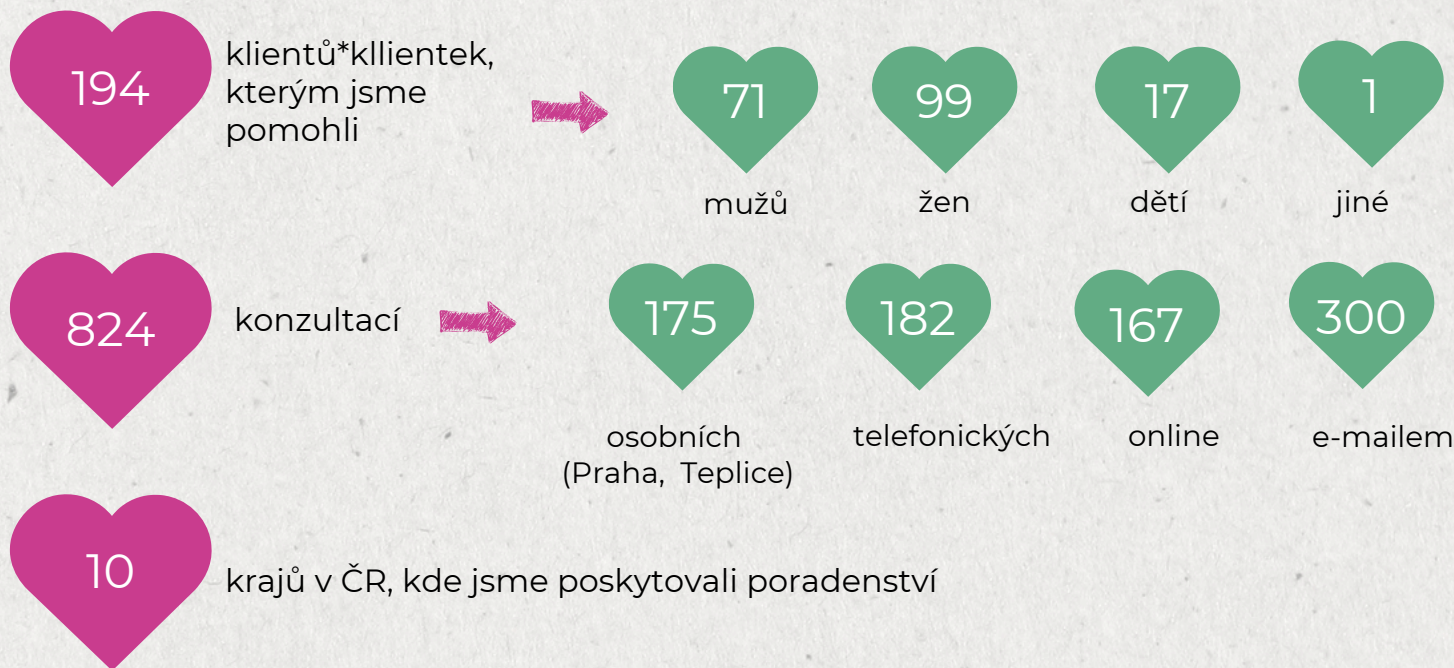 194
klientů*kllientek,
kterým jsme
pomohli
71
99
17
1
mužů
žen
dětí
jiné
824
konzultací
175
182
167
300
osobních
(Praha, Teplice)
telefonických
online
e-mailem
10
krajů v ČR, kde jsme poskytovali poradenství